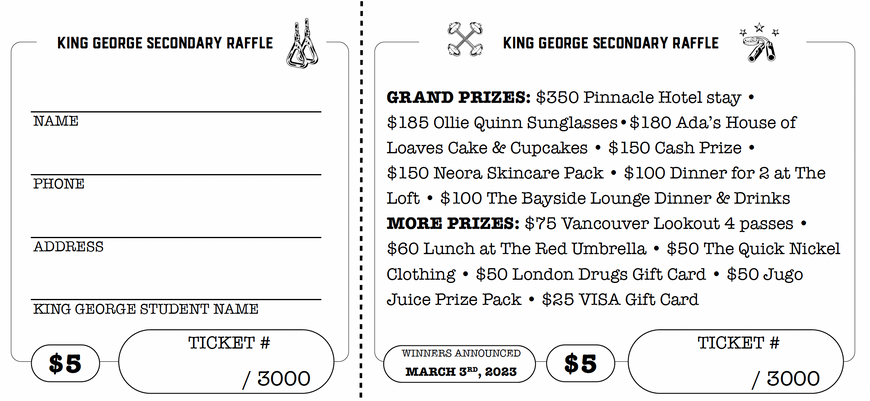 KING GEORGE SECONDARY RAFFLE
NAME
PHONE
ADDRESS
KING GEORGE STUDENT NAME
$5
TICKET #
/ 3000
KING GEORGE SECONDARY RAFFLE
GRAND PRIZES: $350 Pinnacle Hotel stay •
$185 Ollie Quinn Sunglasses • $180 Ada's House of
Loaves Cake & Cupcakes • $150 Cash Prize •
$150 Neora Skincare Pack • $100 Dinner for 2 at The
Loft • $100 The Bayside Lounge Dinner & Drinks
MORE PRIZES: $75 Vancouver Lookout 4 passes •
$60 Lunch at The Red Umbrella • $50 The Quick Nickel
Clothing • $50 London Drugs Gift Card • $50 Jugo
Juice Prize Pack • $25 VISA Gift Card
WINNERS ANNOUNCED
MARCH 3RD, 2023
$5
TICKET #
/ 3000